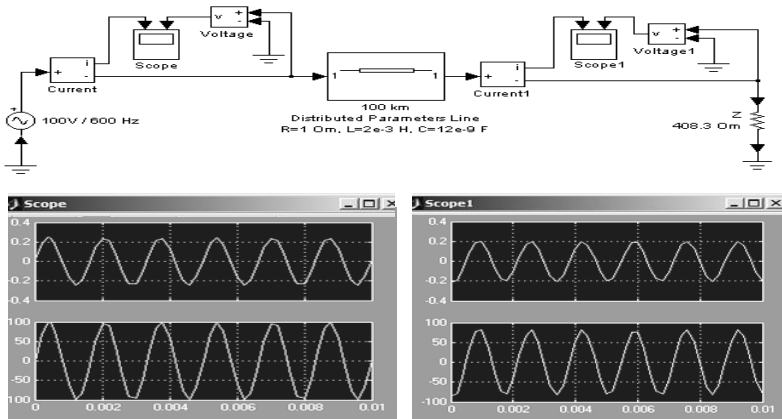 v + -
Voltage
i
+ -
Current
Scope
100V / 600 Hz
+
1 1
100 km
Distributed Parameters Line
R=1 Om, L=2e-3 H, C=12e-9 F
i
+ -
Current1
Scope1
v + -
Voltage1
Z
408.3 Om
Scope
0.4
0.2
0
-0.2
-0.4
100
50
0
-50
100
0 0.002 0.004 0.006 0.008 0.01
Scope1
0.4
0.2
0
-0.2
-0.4
100
50
0
-50
-100
0 0.002 0.004 0.006 0.008 0.01